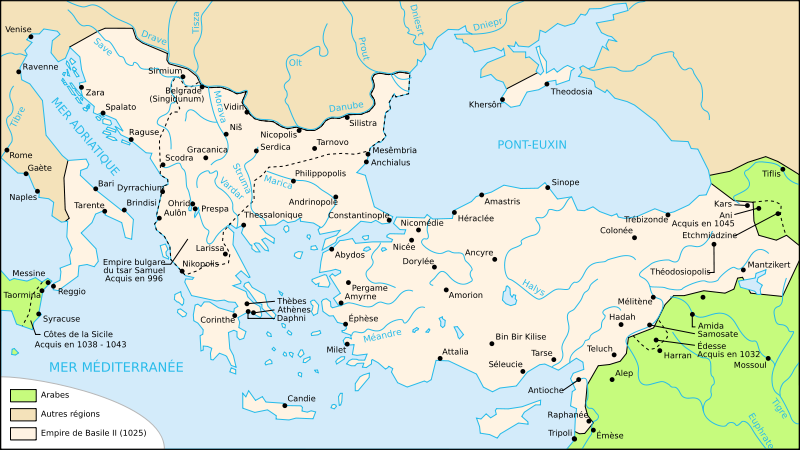 Venise
Ravenne
MER ADRIATIQUE
Tibre
Rome
Gaète
Naples
Save
Drave
Tisza
Olt
Prout
Dniestr
Dniepr
Zara
Spalato
Raguse
Sirmium
Belgrade
(Singidunum)
Morava
Vidin
Danube
Silistra
Niš
Nicopolis
Tarnovo
Gracanica
Serdica
Scodra
Mesêmbria
Anchialus
Kherson
Theodosia
PONT-EUXIN
Bari
Dyrrachium
Brindisi
Tarente
Ohrid
Prespa
Aulôn
Struma
Vardar
Marica
Philippopolis
Andrinople
Thessalonique
Constantinople
Larissa
Nikopolis
Empire bulgare
du tsar Samuel
Acquis en 996
Sinope
Amastris
Héraclée
Nicomédie
Nicée
Dorylée
Ancyre
Abydos
Pergame
Amyrne
Amorion
Halys
Trébizonde
Colonée
Tiflis
Kars
Ani
Acquis en 1045
Etchmiadzine
Théodosiopolis
Mantzikert
Messine
Taormina
Reggio
Syracuse
Côtes de la Sicile
Acquis en 1038 - 1043
Thèbes
Athènes
Daphni
Corinthe
Éphèse
Méandre
Milet
Attalia
Bin Bir Kilise
Séleucie
Tarse
Mélitène
Hadah
Teluch
Amida
Samosate
Édesse
Acquis en 1032
Harran
Mossoul
Alep
Antioche
Raphanée
Tripoli
Émèse
Tigre
Euphrate
Candie
MER MÉDITERRANÉE
Arabes
Autres régions
Empire de Basile II (1025)